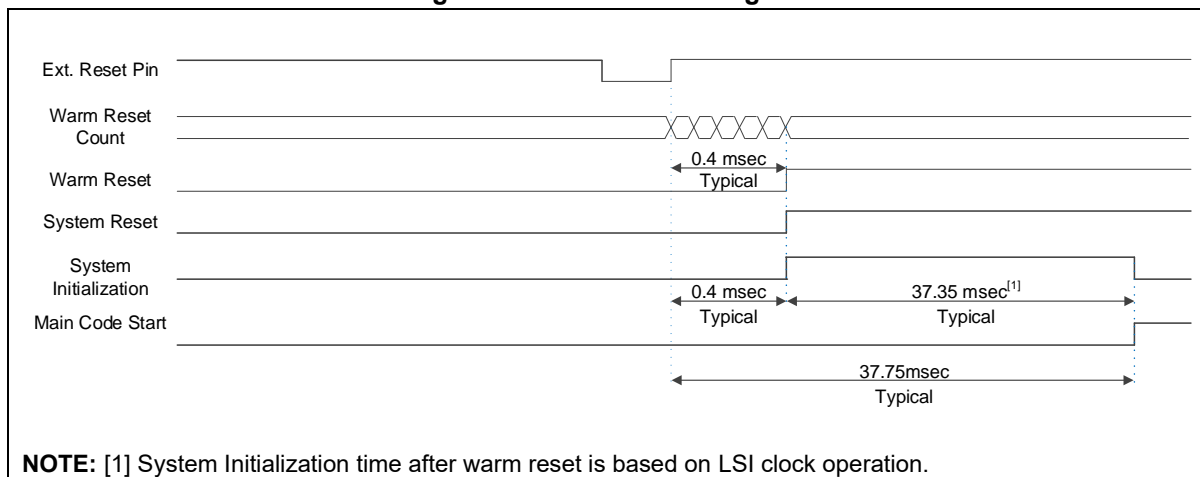 Ext. Reset Pin
Warm Reset
Count
0.4 msec
Typical
Warm Reset
System Reset
System
Initialization
0.4 msec
Typical
37.35 msec[1]
Typical
Main Code Start
37.75msec
Typical
NOTE: [1] System Initialization time after warm reset is based on LSI clock operation.